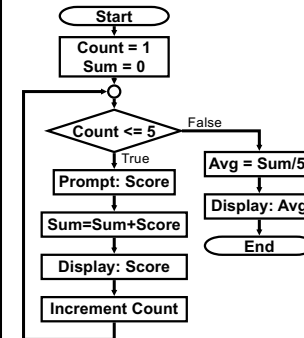 Start
Count = 1
Sum = 0
Count <= 5
False
True
Prompt: Score
Sum=Sum+Score
Display: Score
Increment Count
Avg = Sum/5
Display: Avg
End